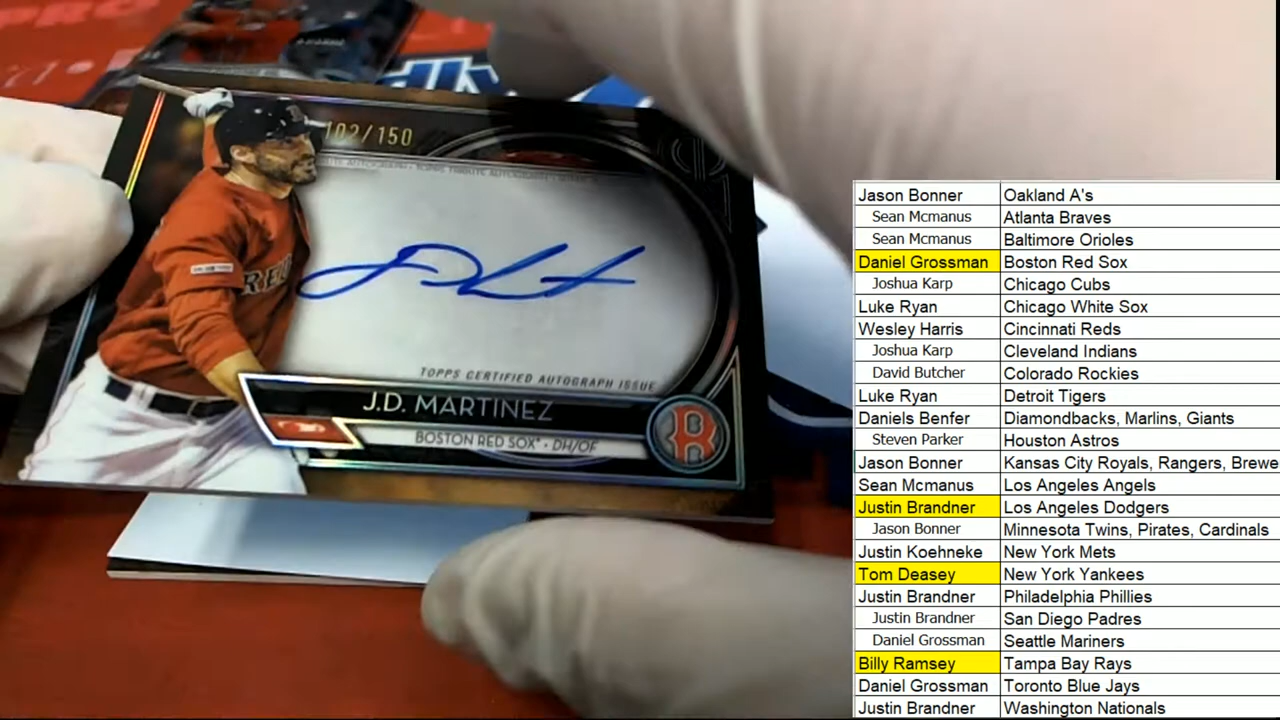 102/150
TOPPS CERTIFIED AUTOGRAPH ISSUE
J.D. MARTINEZ
BOSTON RED SOX • DH/OF
B
RE
Jason Bonner Oakland A's
Sean Mcmanus Atlanta Braves
Sean Mcmanus Baltimore Orioles
Daniel Grossman Boston Red Sox
Joshua Karp Chicago Cubs
Luke Ryan Chicago White Sox
Wesley Harris Cincinnati Reds
Joshua Karp Cleveland Indians
David Butcher Colorado Rockies
Luke Ryan Detroit Tigers
Daniels Benfer Diamondbacks, Marlins, Giants
Steven Parker Houston Astros
Jason Bonner Kansas City Royals, Rangers, Brewe
Sean Mcmanus Los Angeles Angels
Justin Brandner Los Angeles Dodgers
Jason Bonner Minnesota Twins, Pirates, Cardinals
Justin Koehneke New York Mets
Tom Deasey New York Yankees
Justin Brandner Philadelphia Phillies
Justin Brandner San Diego Padres
Daniel Grossman Seattle Mariners
Billy Ramsey Tampa Bay Rays
Daniel Grossman Toronto Blue Jays
Justin Brandner Washington Nationals